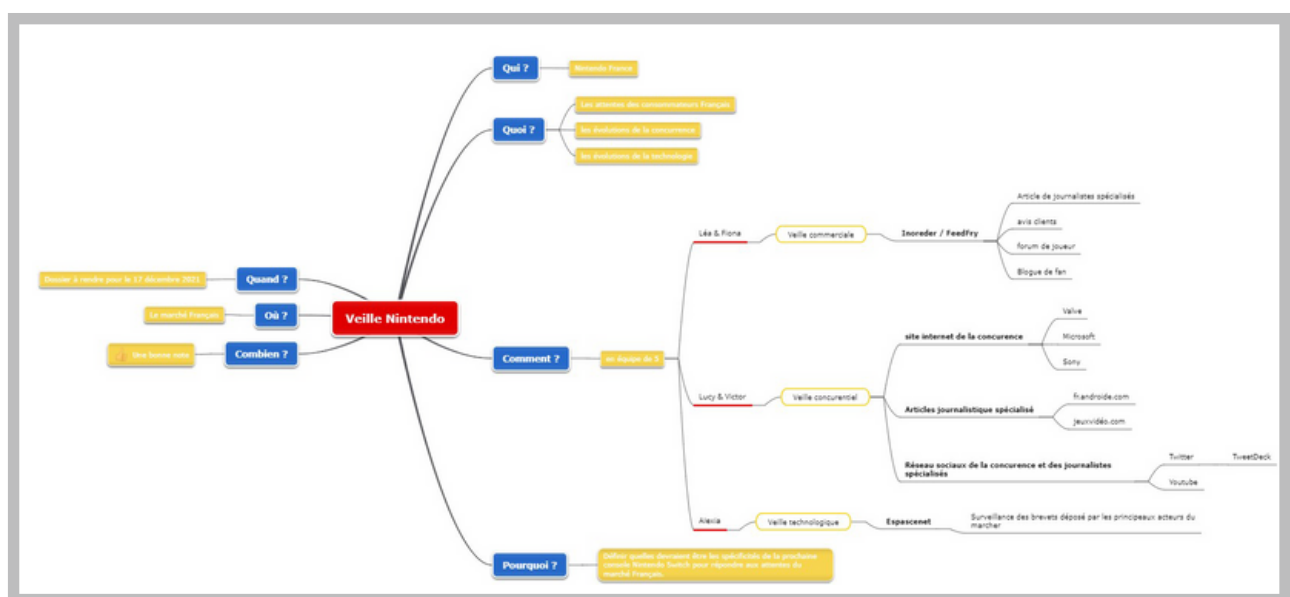 Qui ?
Nintendo France
Quoi ?
Les attentes des consommateurs Français
les évolutions de la concurrence
les évolutions de la technologie
Quand ?
Dossier à rendre pour le 17 décembre 2021
Où ?
Le marché Français
Combien ?
Une bonne note
Veille Nintendo
Comment ?
en équipe de 5
Léa & Fiona
Veille commerciale
Inoreder / FeedFry
Article de journalistes spécialisés
avis clients
forum de joueur
Blogue de fan
Lucy & Victor
Veille concurentiel
site internet de la concurence
Valve
Microsoft
Sony
Articles journalistique spécialisé
fr.androide.com
jeuxvidéo.com
Réseau sociaux de la concurence et des journalistes
spécialisés
Twitter
TweetDeck
Youtube
Alexia
Veille technologique
Espascenet
Surveillance des brevets déposé par les principeaux acteurs du
marcher
Pourquoi ?
Définir quelles devraient être les spécificités de la prochaine
console Nintendo Switch pour répondre aux attentes du
marché Français.